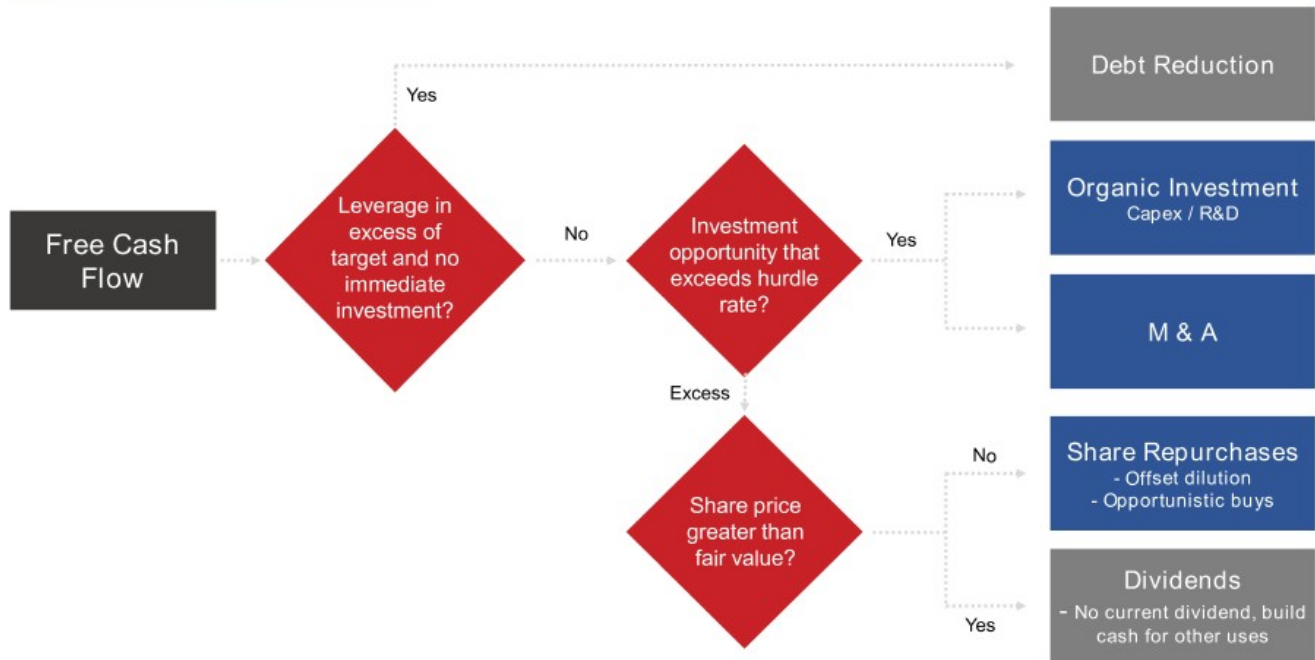 Debt Reduction
Yes
Leverage in
excess of
target and no
immediate
investment?
Free Cash
Flow
No
Investment
opportunity that
exceeds hurdle
rate?
Yes
Organic Investment
Capex / R&D
M & A
Excess
Share price
greater than
fair value?
No
Share Repurchases
- Offset dilution
- Opportunistic buys
Yes
Dividends
- No current dividend, build
cash for other uses